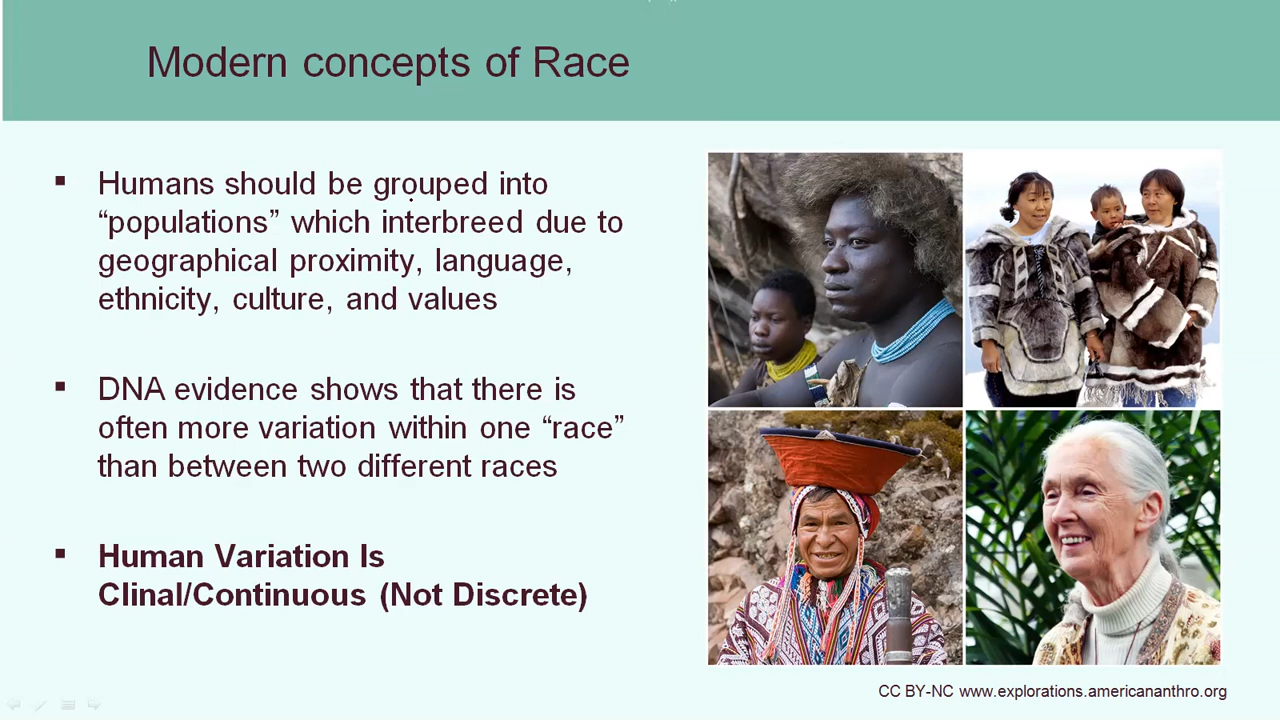 Modern concepts of Race
▪ Humans should be grouped into
“populations” which interbreed due to
geographical proximity, language,
ethnicity, culture, and values
▪ DNA evidence shows that there is
often more variation within one “race”
than between two different races
▪ Human Variation Is
Clinal/Continuous (Not Discrete)
CC BY-NC www.explorations.americananthro.org